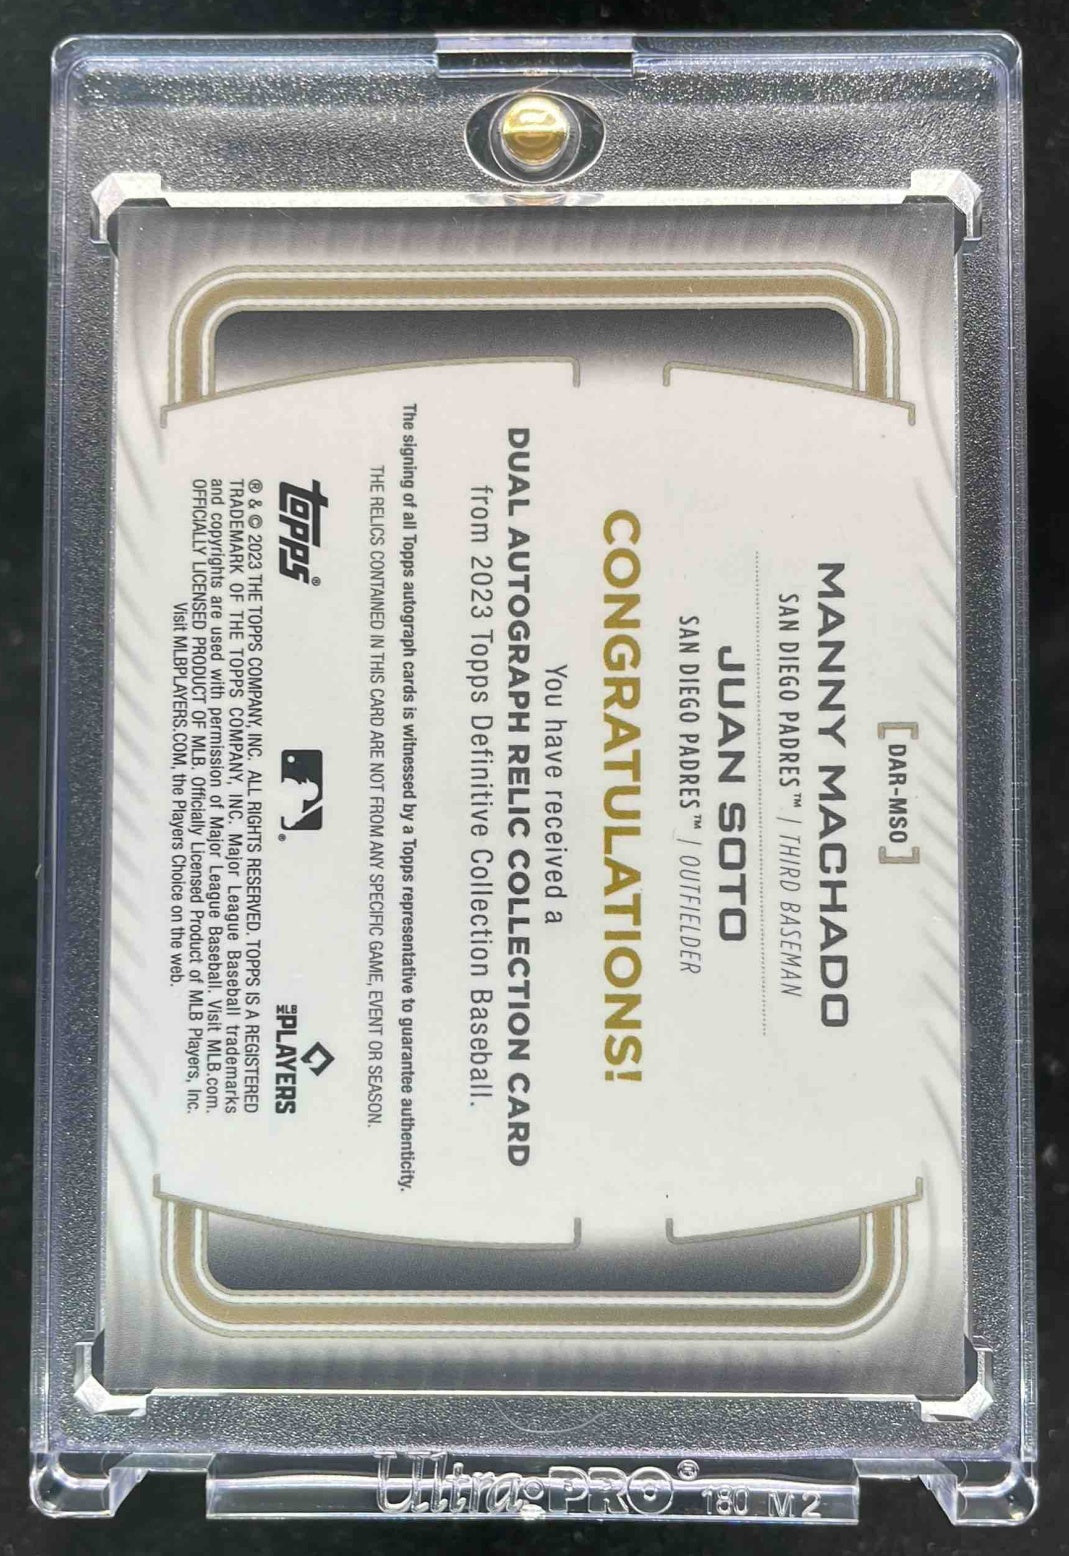 [DAR-MSO]
MANNY MACHADO
SAN DIEGO PADRES™ | THIRD BASEMAN
JUAN SOTO
SAN DIEGO PADRES™ | OUTFIELDER
CONGRATULATIONS!
You have received a
DUAL AUTOGRAPH RELIC COLLECTION CARD
from 2023 Topps Definitive Collection Baseball.
The signing of all Topps autograph cards is witnessed by a Topps representative to guarantee authenticity.
THE RELICS CONTAINED IN THIS CARD ARE NOT FROM ANY SPECIFIC GAME, EVENT OR SEASON.
topps®
®
MLB PLAYERS
® & © 2023 THE TOPPS COMPANY, INC. ALL RIGHTS RESERVED. TOPPS IS A REGISTERED
TRADEMARK OF THE TOPPS COMPANY, INC. Major League Baseball trademarks
and copyrights are used with permission of Major League Baseball. Visit MLB.com.
OFFICIALLY LICENSED PRODUCT OF MLB. Officially Licensed Product of MLB Players, Inc.
Visit MLBPLAYERS.COM, the Players Choice on the web.
Ultra•PRO® 180 M2